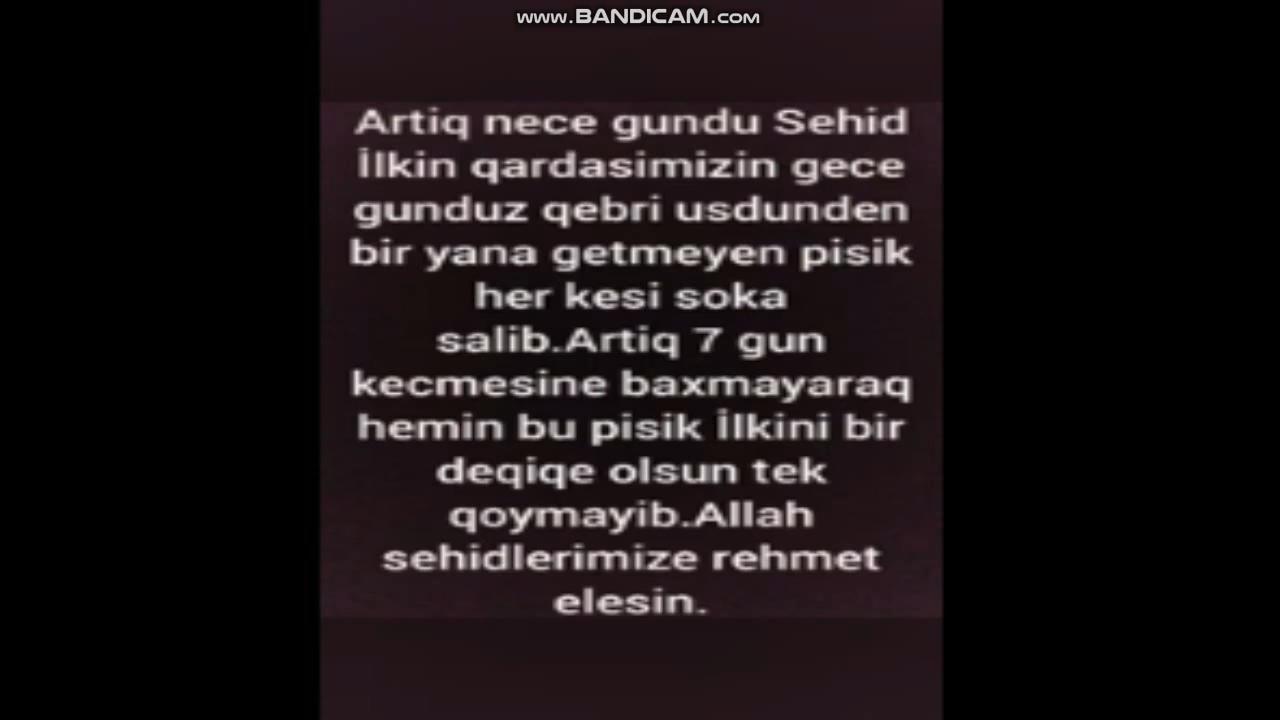 www.BANDICAM.com
Artiq nece gundu Sehid
İlkin qardasimizin gece
gunduz qebri usdunden
bir yana getmeyen pisik
her kesi soka
salib.Artiq 7 gun
kecmesine baxmayaraq
hemin bu pisik İlkini bir
deqiqe olsun tek
qoymayib.Allah
sehidlerimize rehmet
elesin.